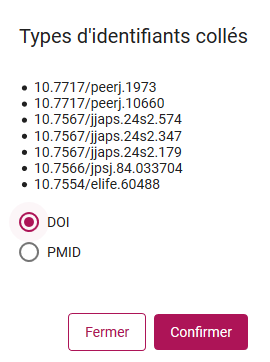 Types d'identifiants collés
• 10.7717/peerj.1973
• 10.7717/peerj.10660
• 10.7567/jjaps.24s2.574
• 10.7567/jjaps.24s2.347
• 10.7567/jjaps.24s2.179
• 10.7566/jpsj.84.033704
• 10.7554/elife.60488
DOI
PMID
Fermer
Confirmer